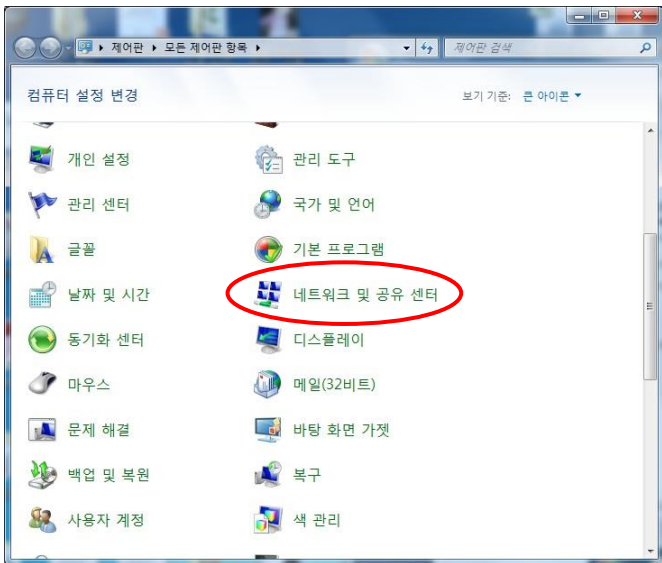 제어판 ▸ 모든 제어판 항목 ▸
제어판 검색
컴퓨터 설정 변경
보기 기준: 큰 아이콘
개인 설정
관리 도구
관리 센터
국가 및 언어
글꼴
기본 프로그램
날짜 및 시간
네트워크 및 공유 센터
동기화 센터
디스플레이
마우스
메일(32비트)
문제 해결
바탕 화면 가젯
백업 및 복원
복구
사용자 계정
색 관리